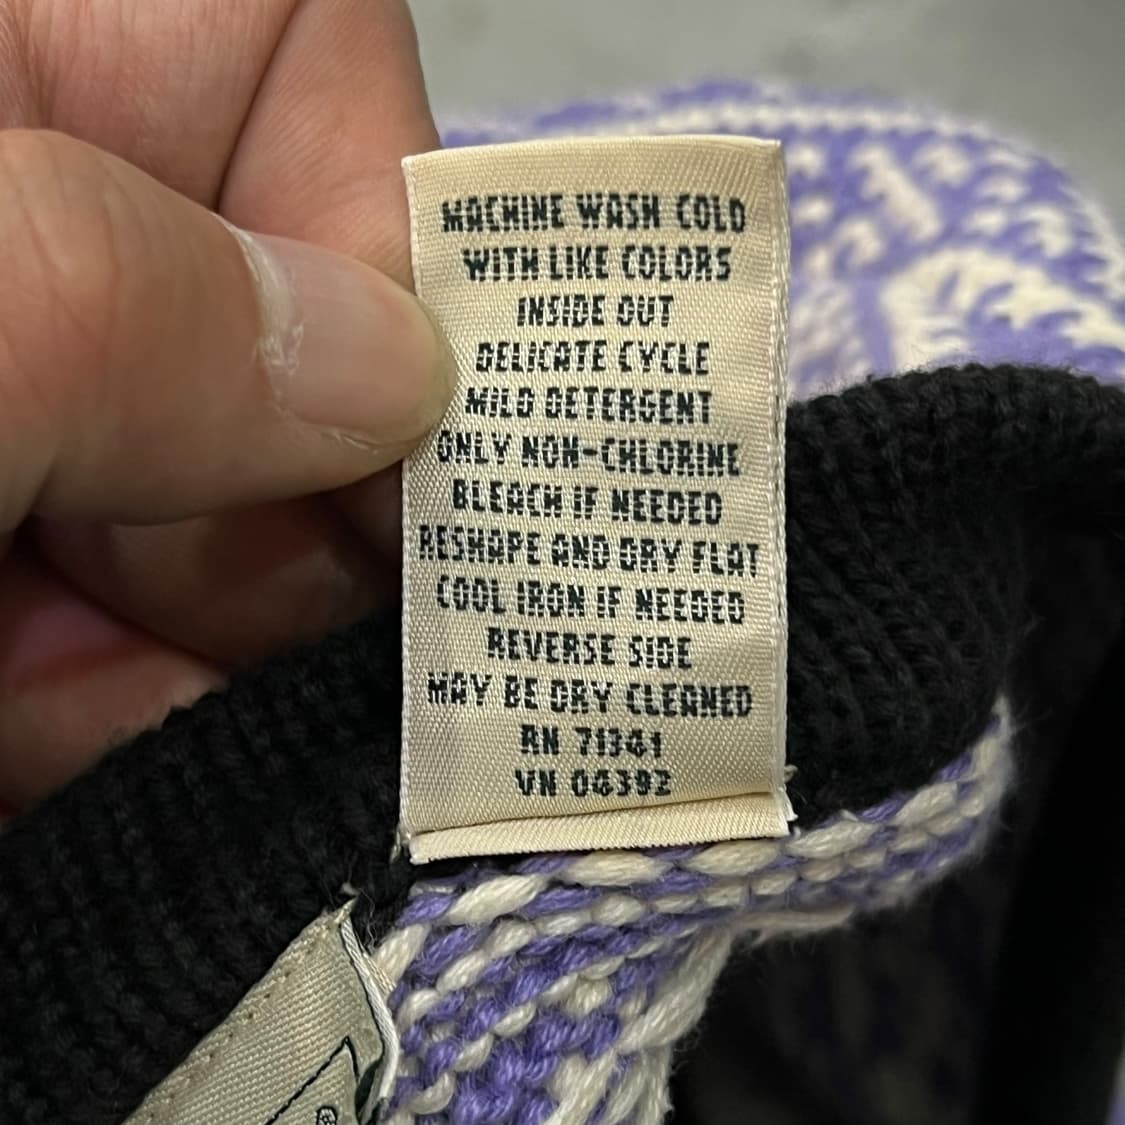 MACHINE WASH COLD
WITH LIKE COLORS
INSIDE OUT
DELICATE CYCLE
MILD DETERGENT
ONLY NON-CHLORINE
BLEACH IF NEEDED
RESHAPE AND DRY FLAT
COOL IRON IF NEEDED
REVERSE SIDE
MAY BE DRY CLEANED
RN 71341
VN 04392
®